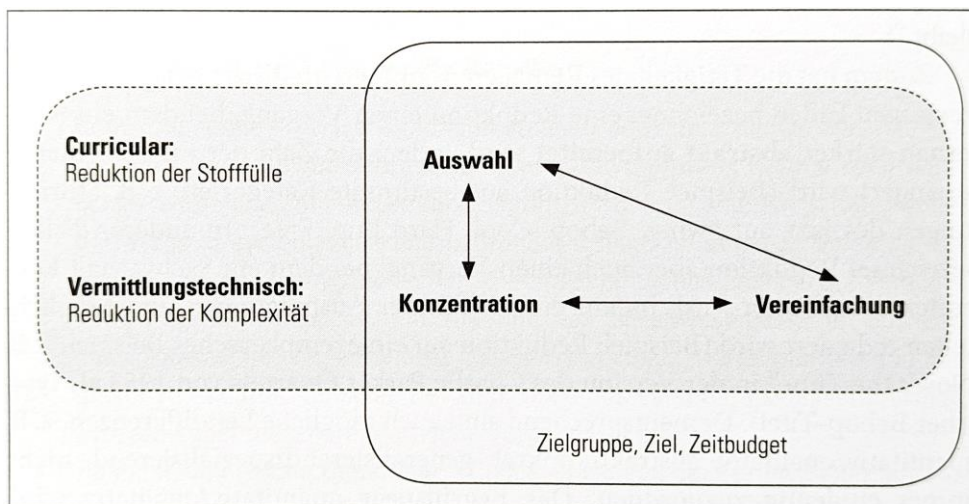 Curricular:
Reduktion der Stofffülle
Auswahl
Vermittlungstechnisch:
Reduktion der Komplexität
Konzentration
Vereinfachung
Zielgruppe, Ziel, Zeitbudget